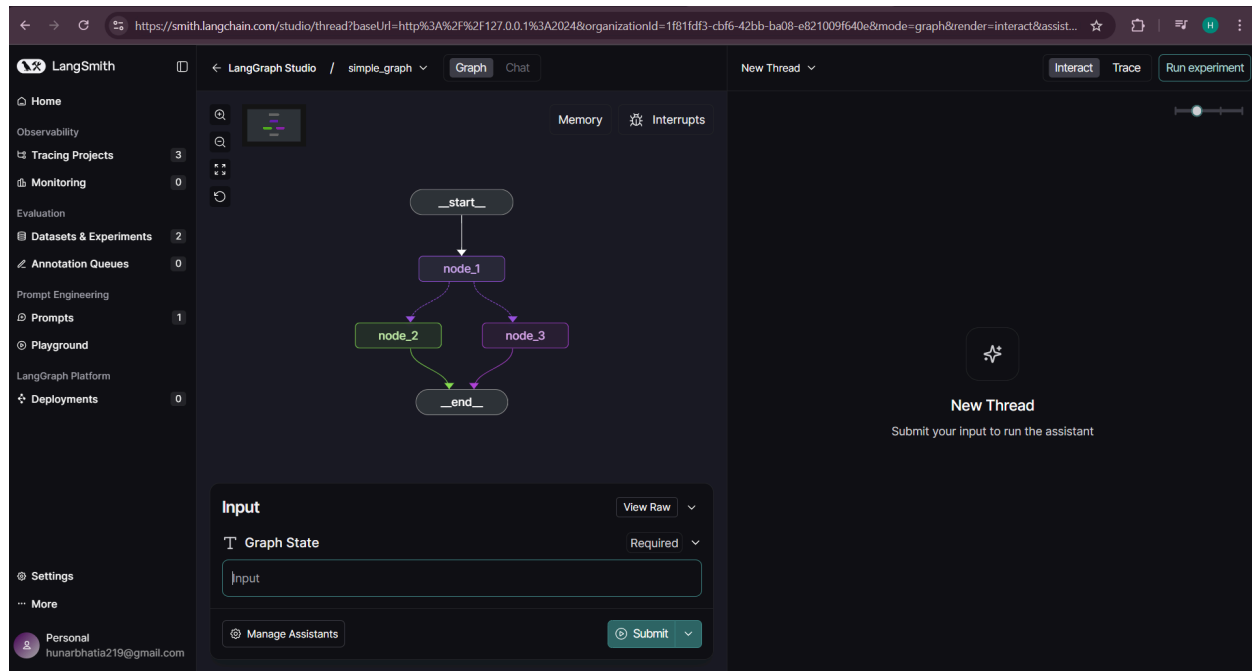 https://smith.langchain.com/studio/thread?baseUrl=http%3A%2F%2F127.0.0.1%3A2024&organizationId=1f81fdf3-cbf6-42bb-ba08-e821009f640e&mode=graph&render=interact&assist...
H
LangSmith
Home
Observability
Tracing Projects 3
Monitoring 0
Evaluation
Datasets & Experiments 2
Annotation Queues 0
Prompt Engineering
Prompts 1
Playground
LangGraph Platform
Deployments 0
Settings
... More
Personal
hunarbhatia219@gmail.com
LangGraph Studio / simple_graph Graph Chat
Memory Interrupts
__start__
node_1
node_2 node_3
__end__
Input View Raw
Graph State Required
Input
Manage Assistants Submit
New Thread Interact Trace Run experiment
New Thread
Submit your input to run the assistant